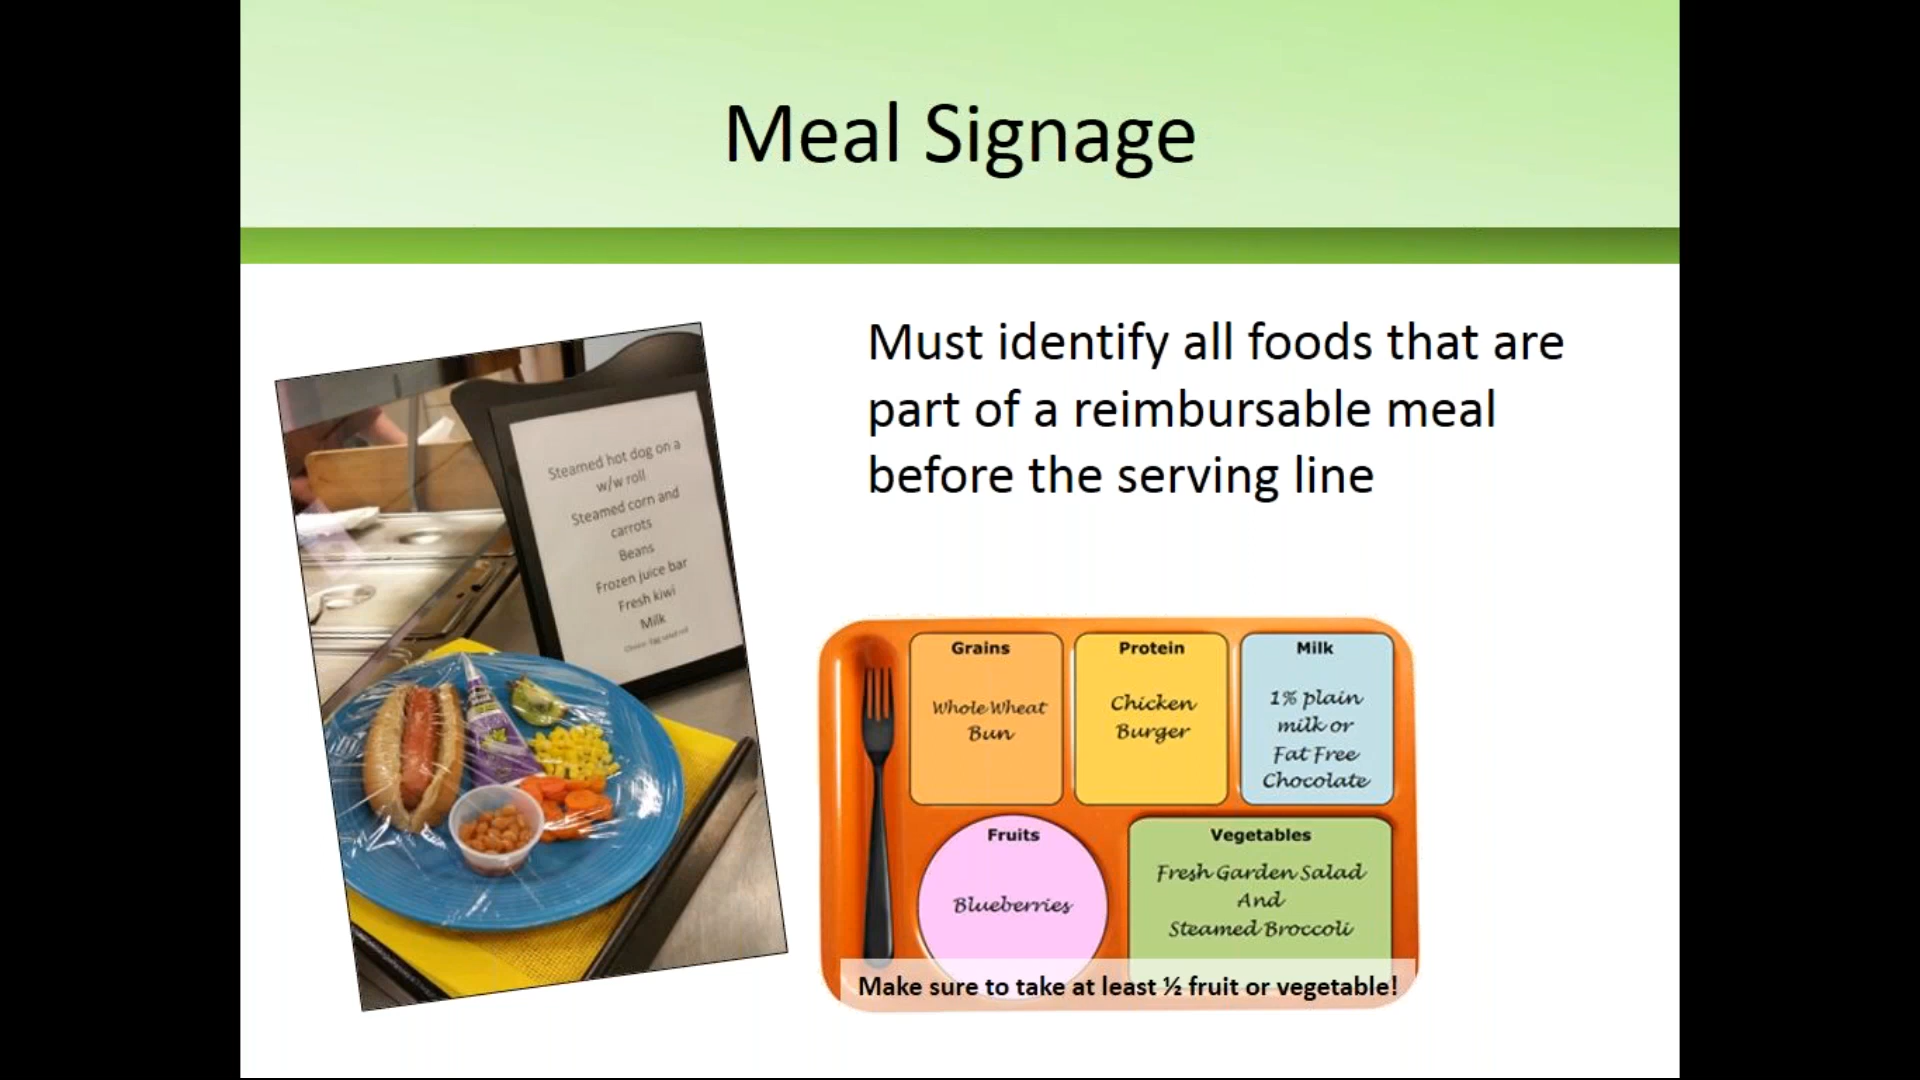 Meal Signage
Must identify all foods that are
part of a reimbursable meal
before the serving line
Steamed hot dog on a
w/w roll
Steamed corn and
carrots
Beans
Frozen juice bar
Fresh kiwi
Milk
Grains
Whole Wheat
Bun
Protein
Chicken
Burger
Milk
1% plain
milk or
Fat Free
Chocolate
Fruits
Blueberries
Vegetables
Fresh Garden Salad
And
Steamed Broccoli
Make sure to take at least ½ fruit or vegetable!